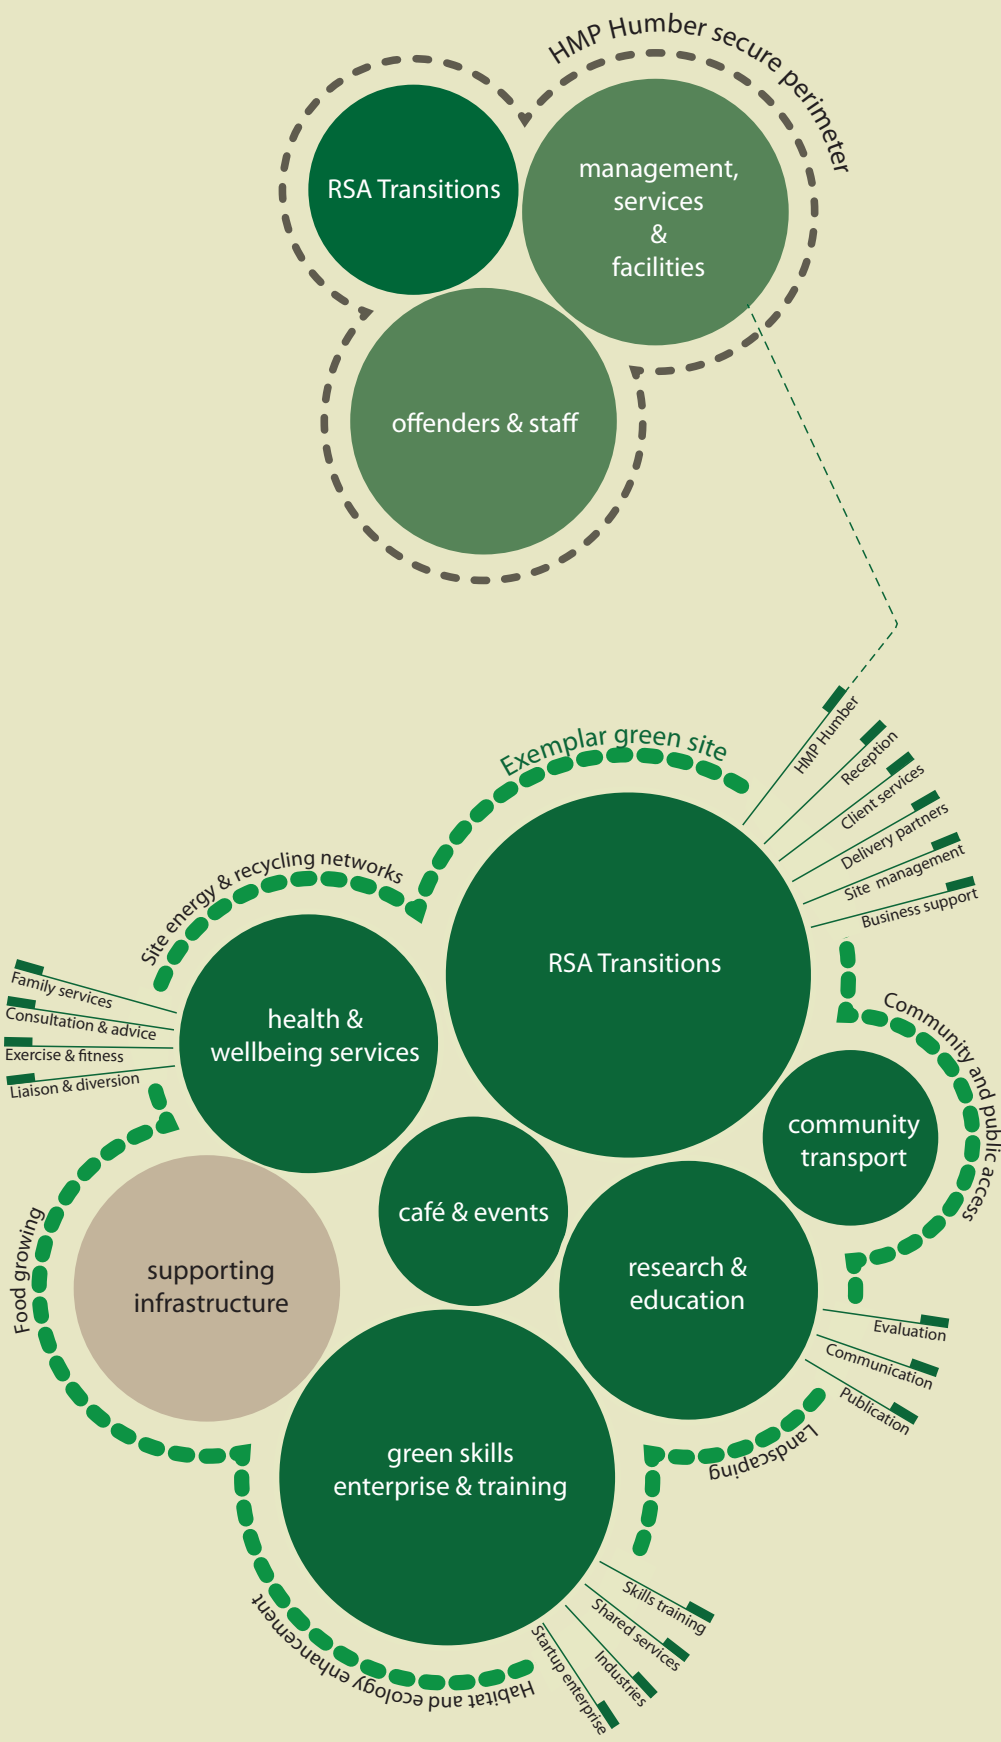 HMP Humber secure perimeter
RSA Transitions
management,
services
&
facilities
offenders & staff
Exemplar green site
HMP Humber
Reception
Client services
Delivery partners
Site management
Business support
RSA Transitions
Site energy & recycling networks
health &
wellbeing services
Family services
Consultation & advice
Exercise & fitness
Liaison & diversion
Community and public access
community
transport
café & events
Food growing
supporting
infrastructure
research &
education
Evaluation
Communication
Publication
Landscaping
green skills
enterprise & training
Skills training
Shared services
Industries
Startup enterprise
Habitat and ecology enhancement